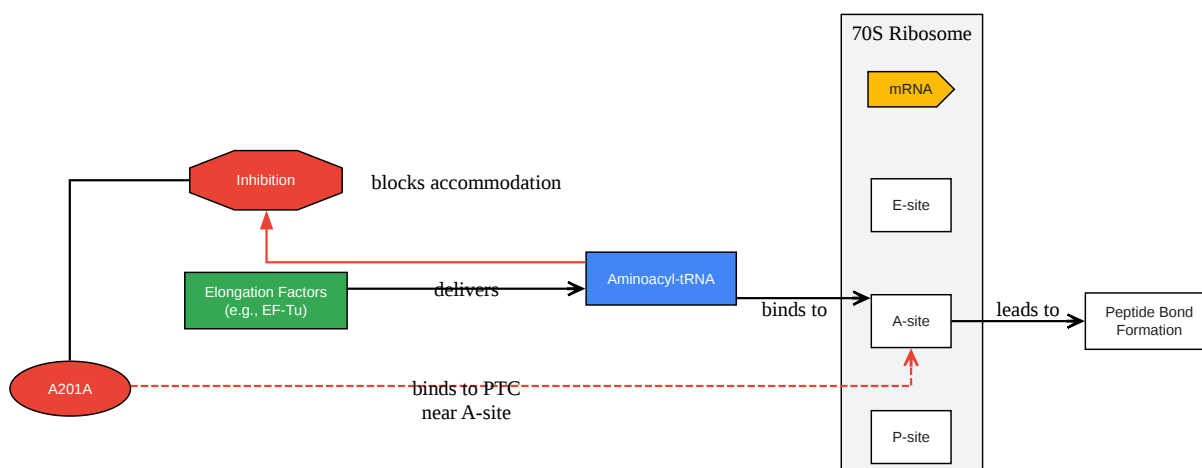 70S Ribosome
mRNA
Inhibition
blocks accommodation
E-site
Elongation Factors
(e.g., EF-Tu)
delivers
Aminoacyl-tRNA
binds to
A-site
leads to
Peptide Bond
Formation
A201A
binds to PTC
near A-site
P-site